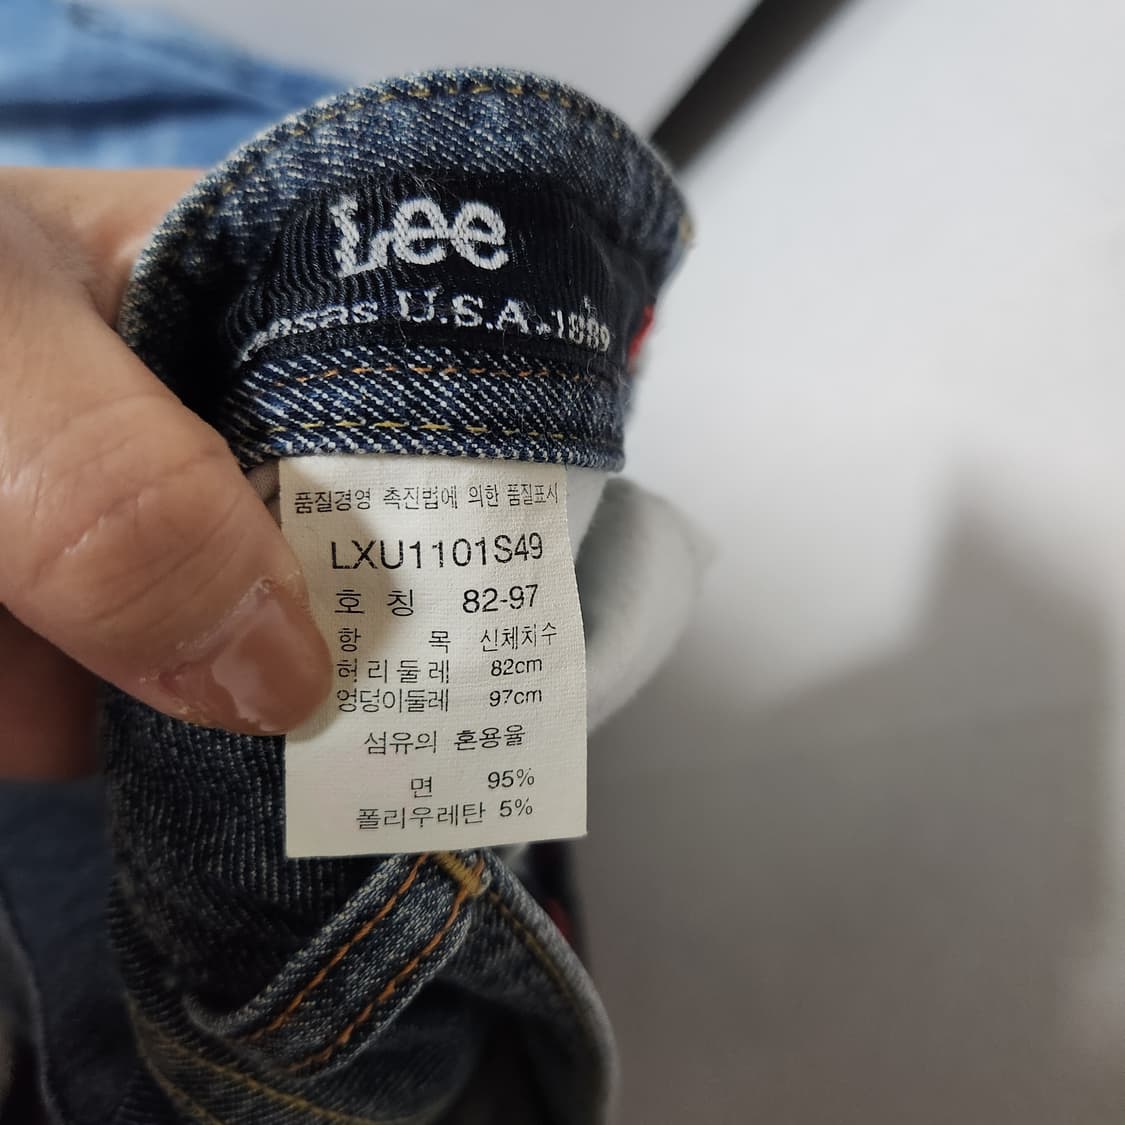 Lee
U.S.A. 1889
품질경영 촉진법에 의한 품질표시
LXU1101S49
호 칭 82-97
항 목 신체치수
허리둘레 82cm
엉덩이둘레 97cm
섬유의 혼용율
면 95%
폴리우레탄 5%